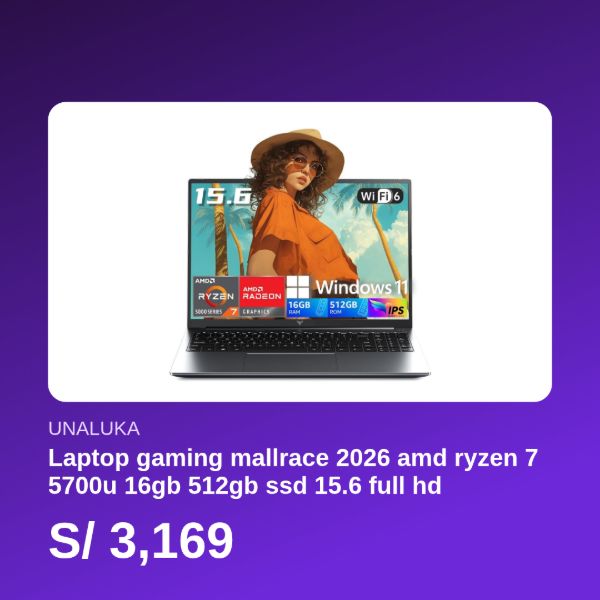 15.6
WiFi 6
AMD
RYZEN
5000 SERIES 7
AMD
RADEON
GRAPHICS
Windows 11
16GB
RAM
512GB
ROM
IPS
UNALUKA
Laptop gaming mallrace 2026 amd ryzen 7
5700u 16gb 512gb ssd 15.6 full hd
S/ 3,169